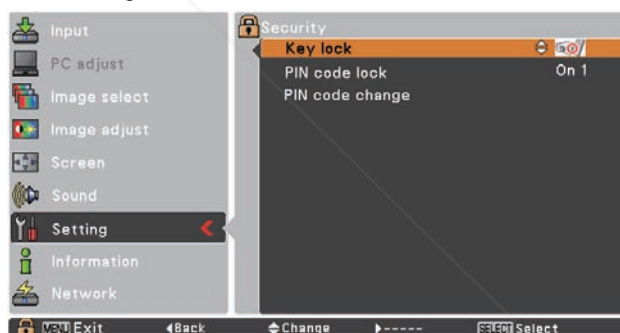 Input
PC adjust
Image select
Image adjust
Screen
Sound
Setting
Information
Network
Security
Key lock
PIN code lock On 1
PIN code change
MENU Exit ◀Back Change ▶----- SELECT Select